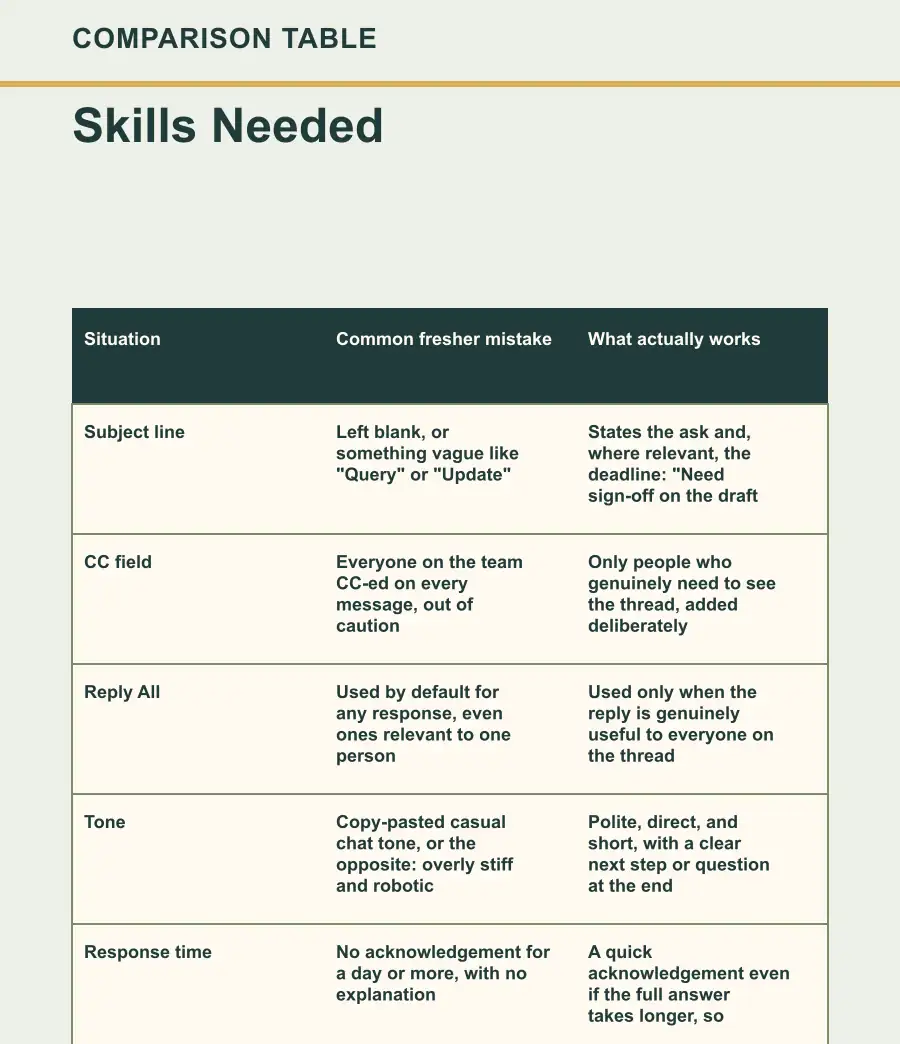 COMPARISON TABLE
Skills Needed
Situation
Common fresher mistake
What actually works
Subject line
Left blank, or
something vague like
"Query" or "Update"
States the ask and,
where relevant, the
deadline: "Need
sign-off on the draft
CC field
Everyone on the team
CC-ed on every
message, out of
caution
Only people who
genuinely need to see
the thread, added
deliberately
Reply All
Used by default for
any response, even
ones relevant to one
person
Used only when the
reply is genuinely
useful to everyone on
the thread
Tone
Copy-pasted casual
chat tone, or the
opposite: overly stiff
and robotic
Polite, direct, and
short, with a clear
next step or question
at the end
Response time
No acknowledgement for
a day or more, with no
explanation
A quick
acknowledgement even
if the full answer
takes longer, so